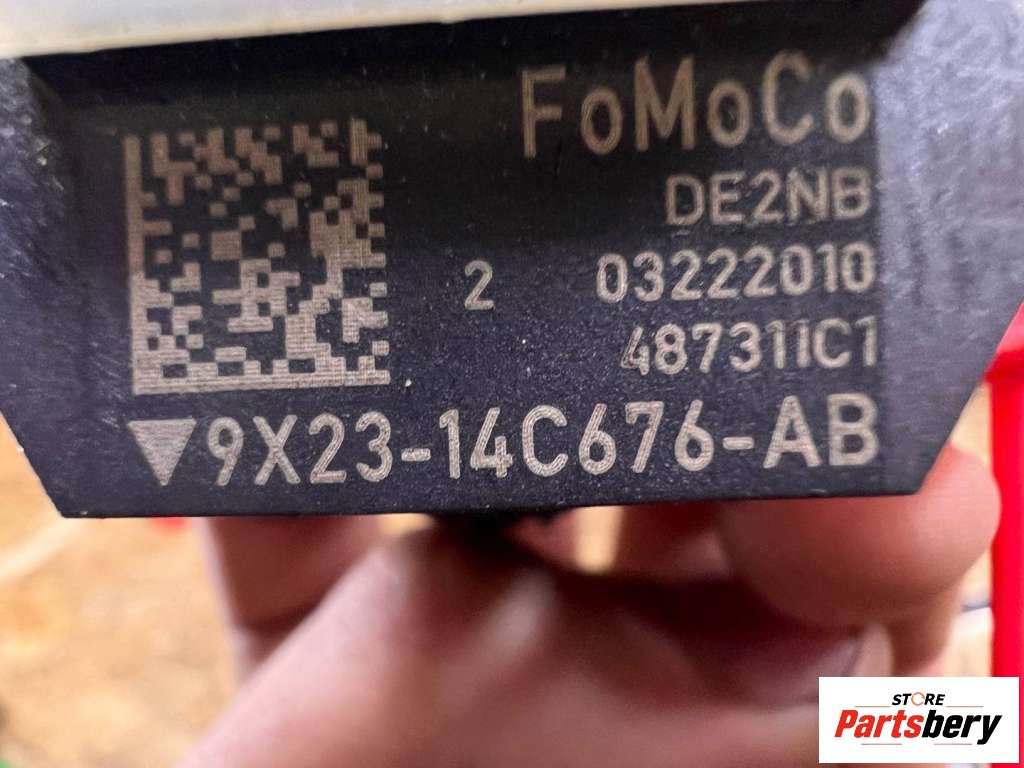 FoMoCo
DE2NB
2 03222010
487311C1
9X23-14C676-AB
STORE
Partsbery